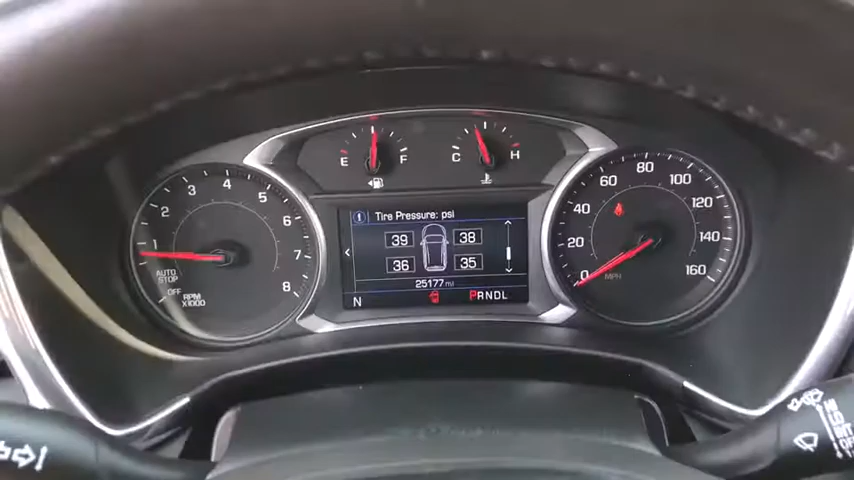 E F
C H
1 2 3 4 5 6 7 8
AUTO
STOP
OFF
RPM
X1000
i Tire Pressure: psi
39 38
36 35
25177 mi
N PRNDL
0 20 40 60 80 100 120 140 160
MPH